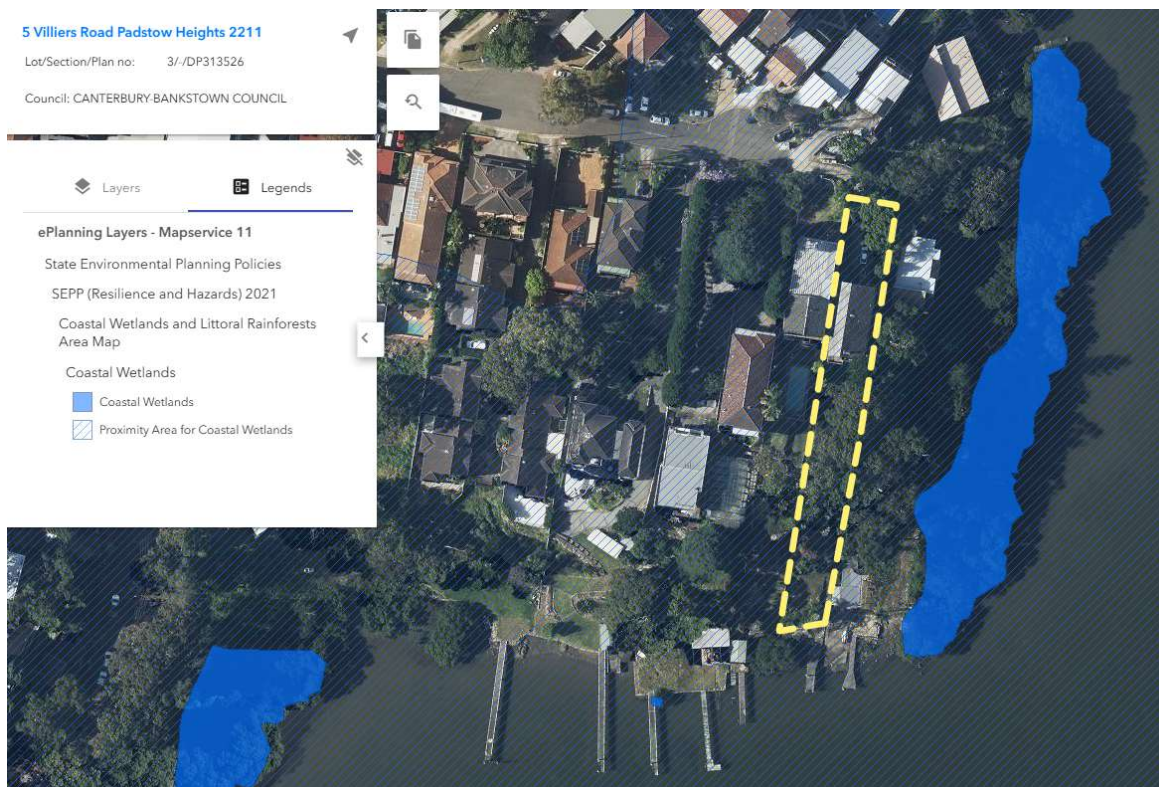 5 Villiers Road Padstow Heights 2211
Lot/Section/Plan no: 3/-/DP313526
Council: CANTERBURY-BANKSTOWN COUNCIL
Layers
Legends
ePlanning Layers - Mapservice 11
State Environmental Planning Policies
SEPP (Resilience and Hazards) 2021
Coastal Wetlands and Littoral Rainforests
Area Map
Coastal Wetlands
Coastal Wetlands
Proximity Area for Coastal Wetlands